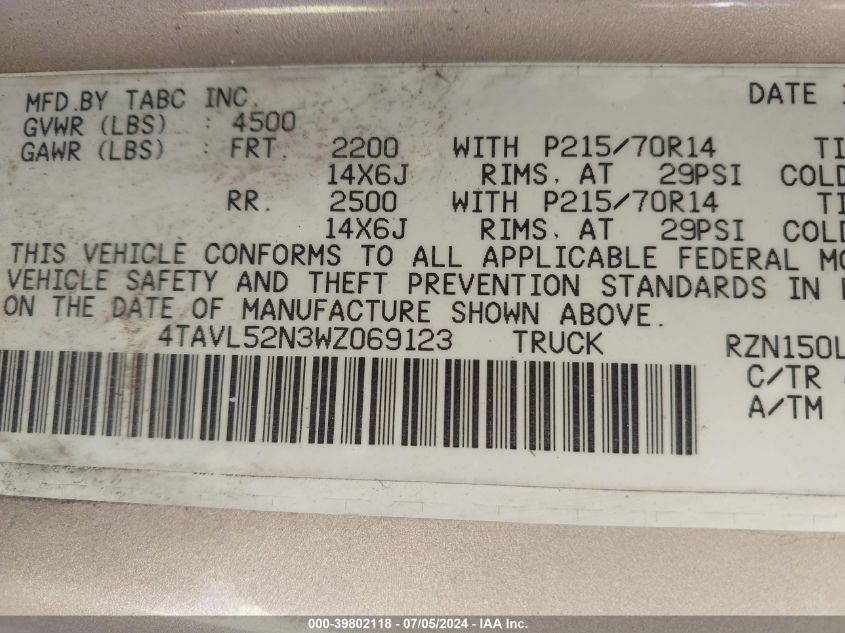 MFD.BY TABC INC. DATE
GVWR (LBS) : 4500
GAWR (LBS) : FRT. 2200 WITH P215/70R14
14X6J RIMS, AT 29PSI COLD
RR. 2500 WITH P215/70R14
14X6J RIMS, AT 29PSI COLD
THIS VEHICLE CONFORMS TO ALL APPLICABLE FEDERAL
VEHICLE SAFETY AND THEFT PREVENTION STANDARDS IN
ON THE DATE OF MANUFACTURE SHOWN ABOVE.
4TAVL52N3WZ069123 TRUCK RZN150L
C/TR
A/TM
000-39802118 - 07/05/2024 - IAA Inc.